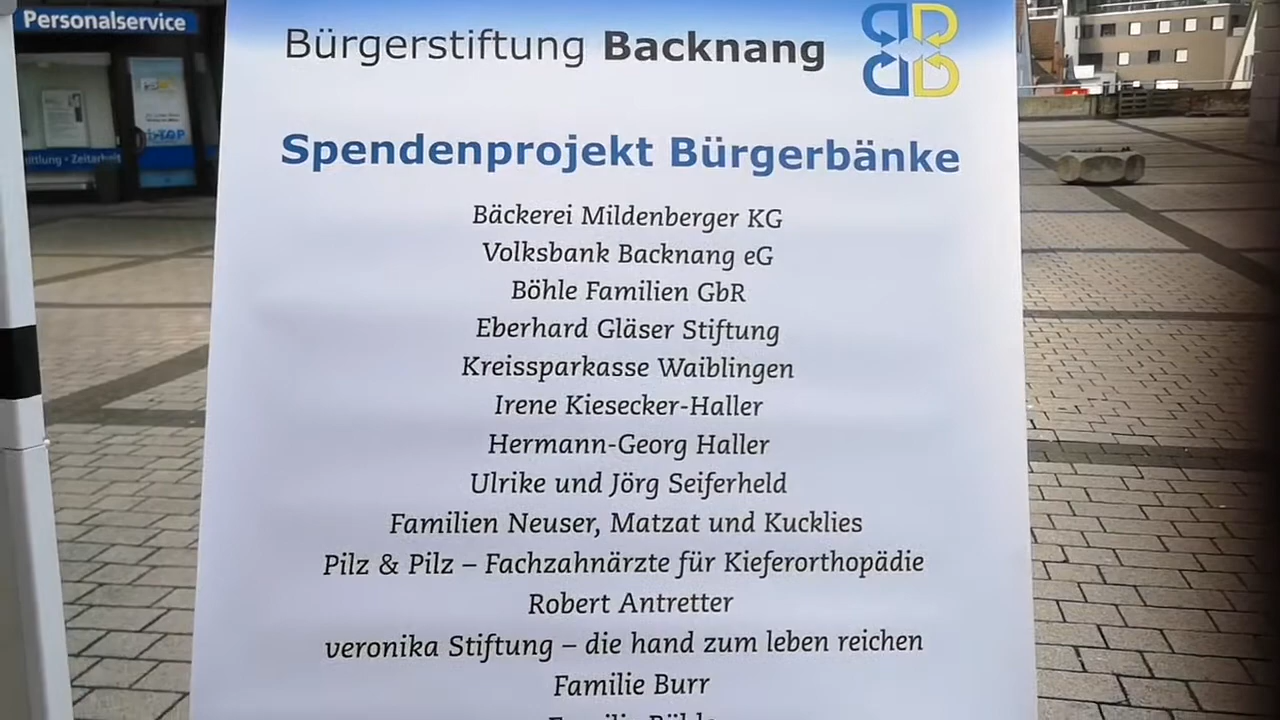 Personalservice
Bürgerstiftung Backnang
Spendenprojekt Bürgerbänke
Bäckerei Mildenberger KG
Volksbank Backnang eG
Böhle Familien GbR
Eberhard Gläser Stiftung
Kreissparkasse Waiblingen
Irene Kiesecker-Haller
Hermann-Georg Haller
Ulrike und Jörg Seiferheld
Familien Neuser, Matzat und Kucklies
Pilz & Pilz – Fachzahnärzte für Kieferorthopädie
Robert Antretter
veronika Stiftung – die hand zum leben reichen
Familie Burr